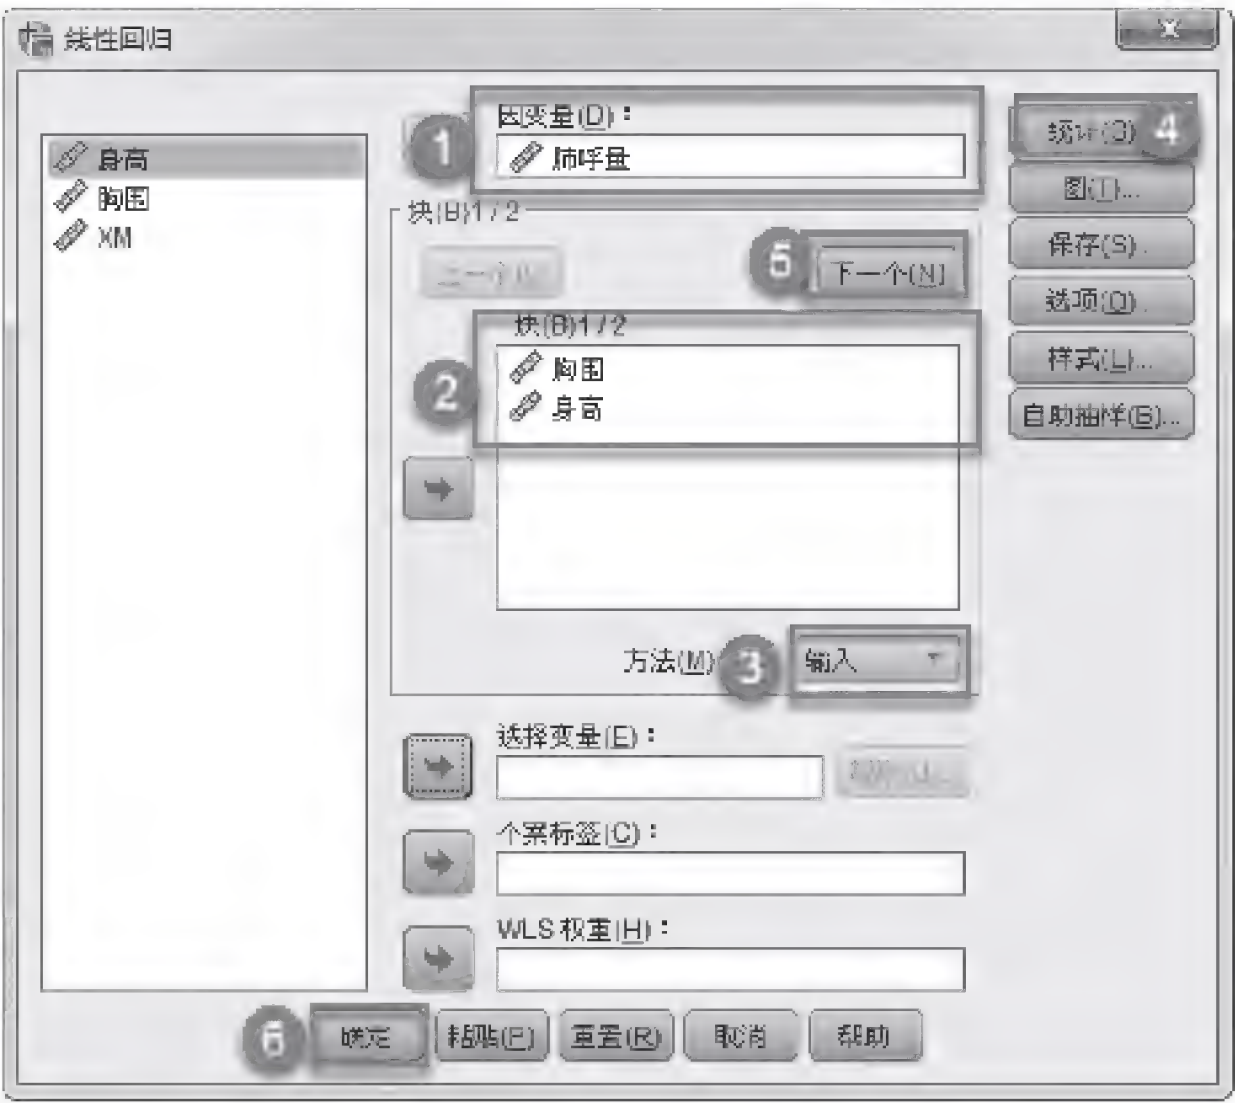 线性回归
身高
胸围
XM
1
因变量(D)：
肺呼量
块(B)1/2
5
下一个(N)
块(B)1/2
2
胸围
身高
方法(M)
3
输入
选择变量(E)：
个案标签(C)：
WLS 权重(H)：
统计(S)
4
图(T)...
保存(S)
选项(O)
样式(L)...
自助抽样(B)...
6
确定
粘贴(P)
重置(R)
取消
帮助